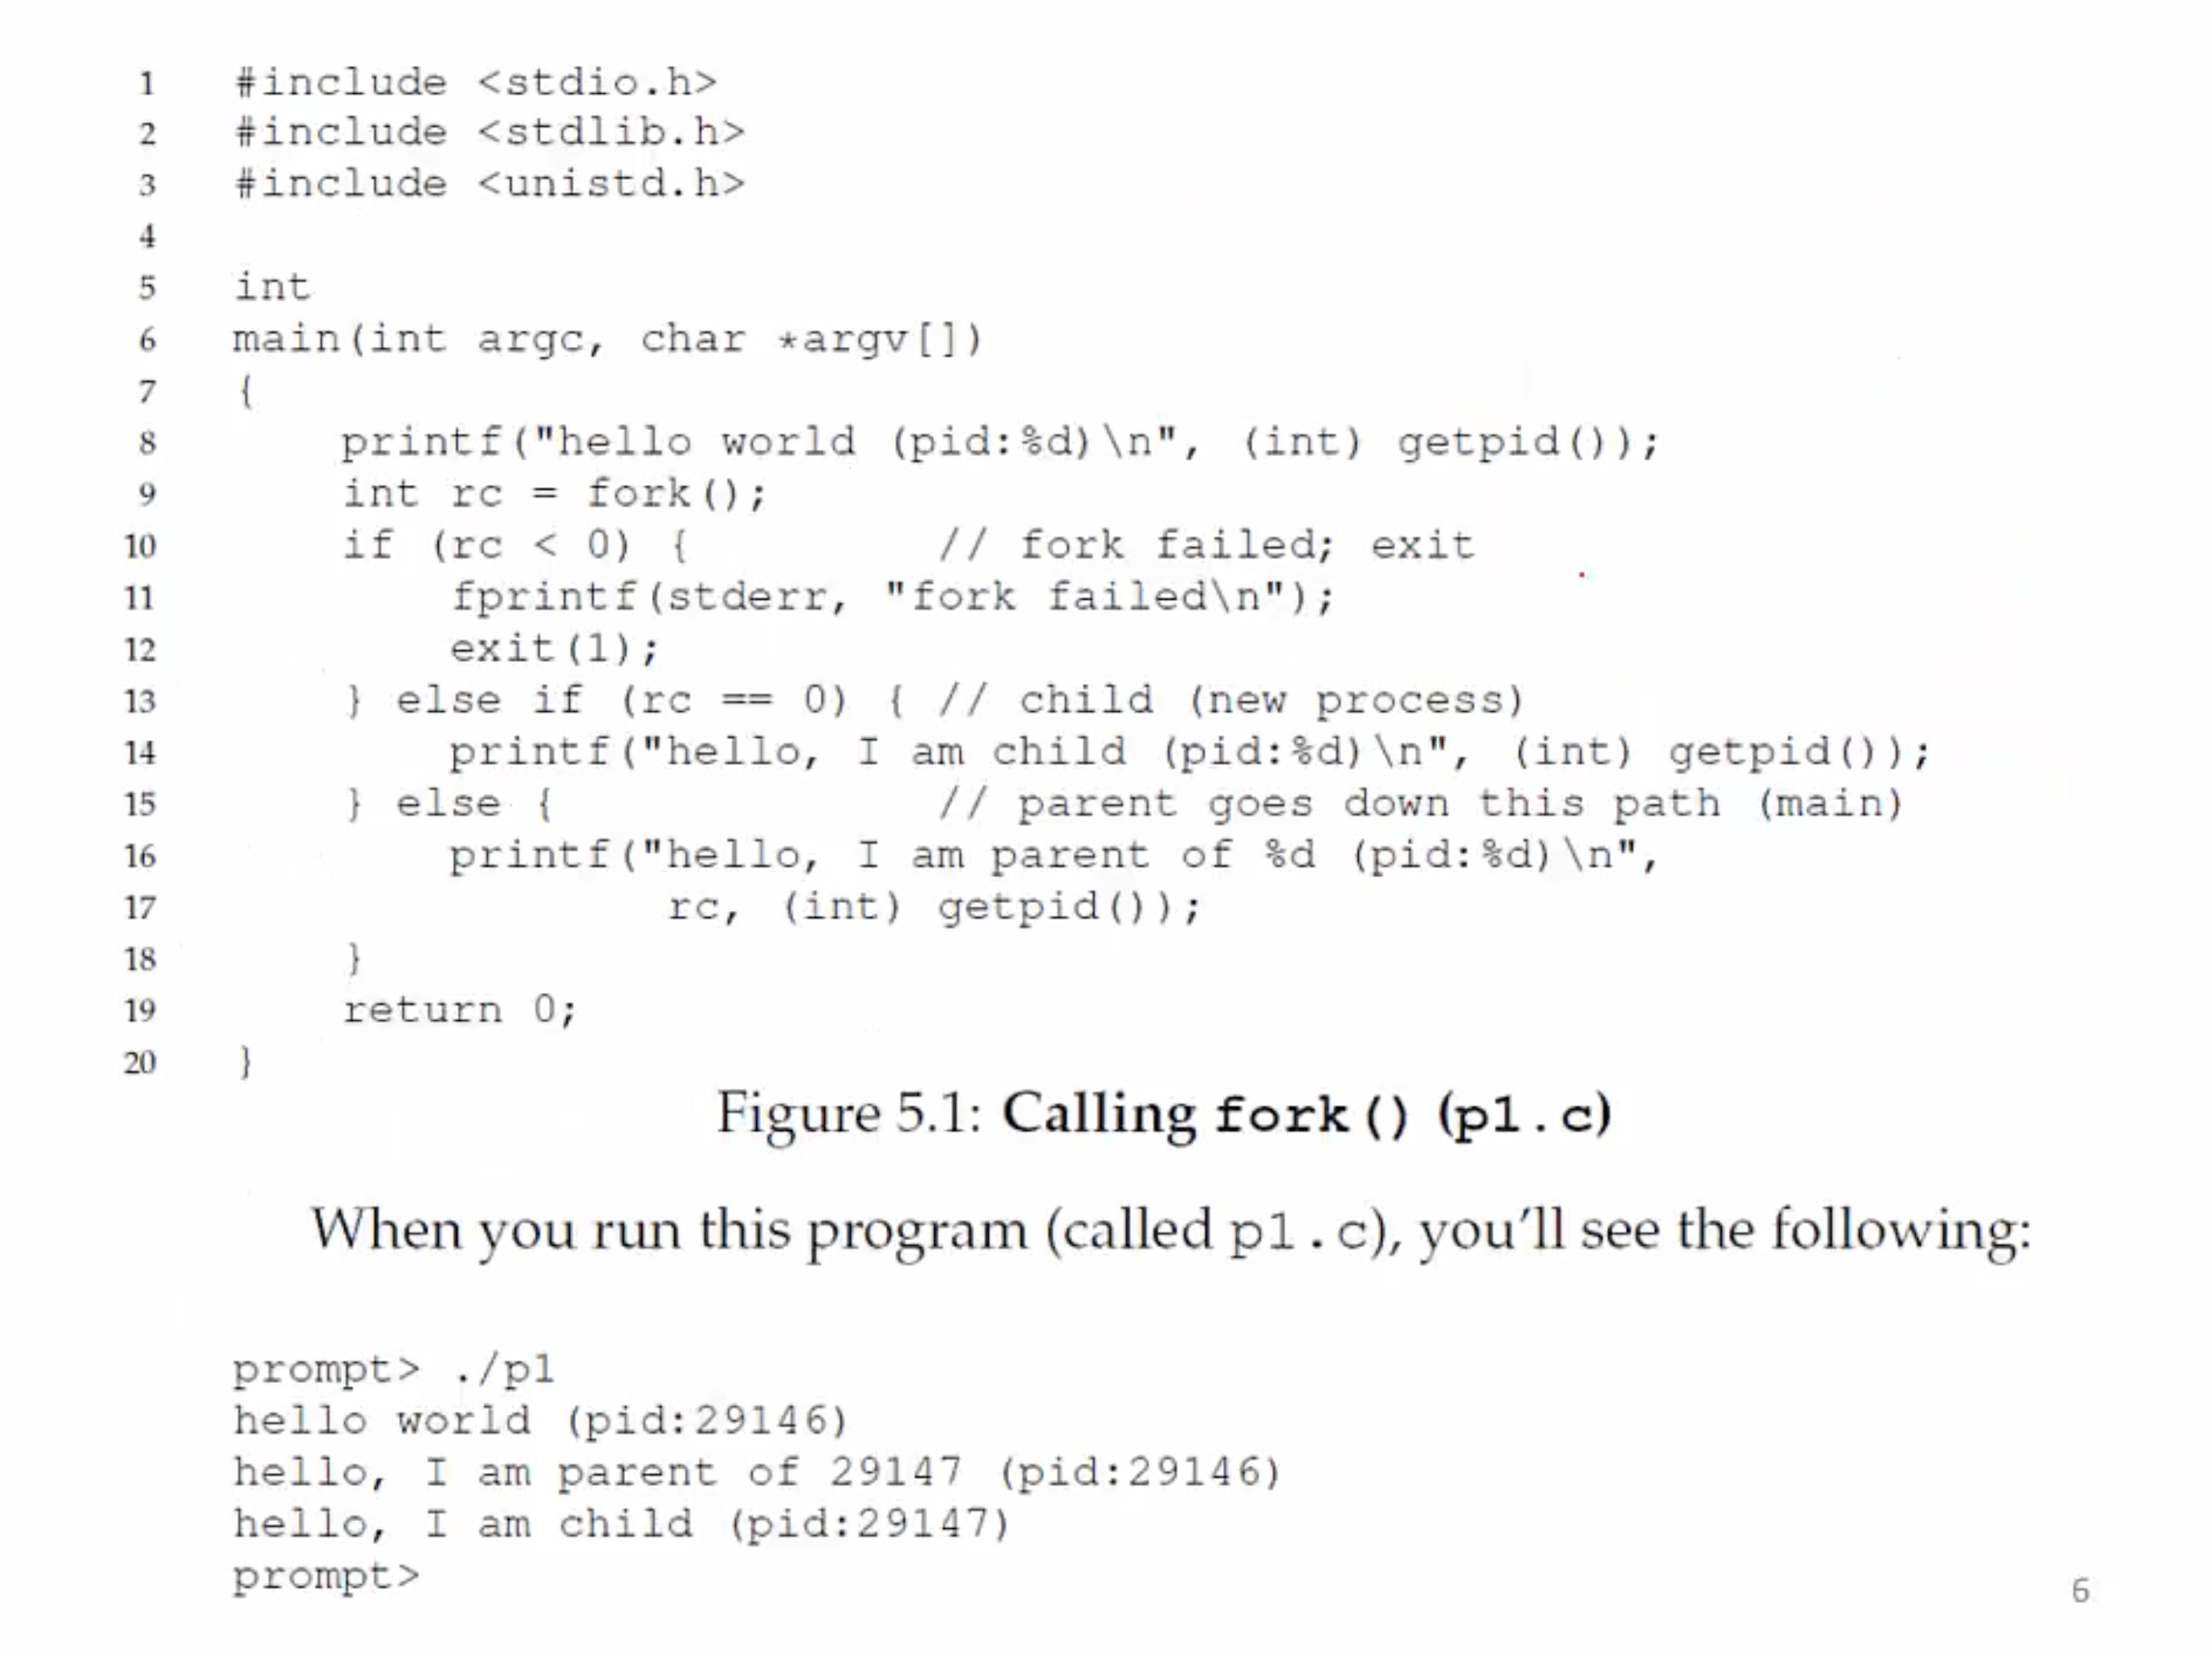 1 #include <stdio.h>
2 #include <stdlib.h>
3 #include <unistd.h>
4
5 int
6 main(int argc, char *argv[])
7 {
8     printf("hello world (pid:%d)\n", (int) getpid());
9     int rc = fork();
10     if (rc < 0) {         // fork failed; exit
11         fprintf(stderr, "fork failed\n");
12         exit(1);
13     } else if (rc == 0) { // child (new process)
14         printf("hello, I am child (pid:%d)\n", (int) getpid());
15     } else {              // parent goes down this path (main)
16         printf("hello, I am parent of %d (pid:%d)\n",
17                 rc, (int) getpid());
18     }
19     return 0;
20 }
Figure 5.1: Calling fork() (p1.c)
When you run this program (called p1.c), you'll see the following:
prompt> ./p1
hello world (pid:29146)
hello, I am parent of 29147 (pid:29146)
hello, I am child (pid:29147)
prompt>
6